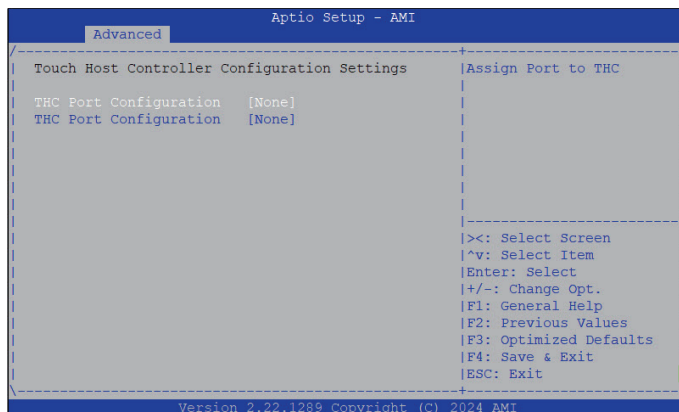 Aptio Setup - AMI
Advanced
Touch Host Controller Configuration Settings
Assign Port to THC
THC Port Configuration [None]
THC Port Configuration [None]
><: Select Screen
^v: Select Item
Enter: Select
+/-: Change Opt.
F1: General Help
F2: Previous Values
F3: Optimized Defaults
F4: Save & Exit
ESC: Exit
Version 2.22.1289 Copyright (C) 2024 AMI